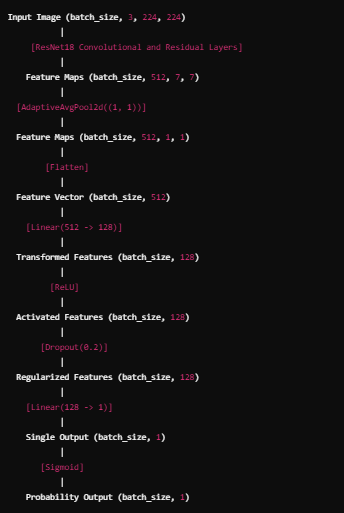 Input Image (batch_size, 3, 224, 224)
|
[ResNet18 Convolutional and Residual Layers]
|
Feature Maps (batch_size, 512, 7, 7)
|
[AdaptiveAvgPool2d((1, 1))]
|
Feature Maps (batch_size, 512, 1, 1)
|
[Flatten]
|
Feature Vector (batch_size, 512)
|
[Linear(512 -> 128)]
|
Transformed Features (batch_size, 128)
|
[ReLU]
|
Activated Features (batch_size, 128)
|
[Dropout(0.2)]
|
Regularized Features (batch_size, 128)
|
[Linear(128 -> 1)]
|
Single Output (batch_size, 1)
|
[Sigmoid]
|
Probability Output (batch_size, 1)